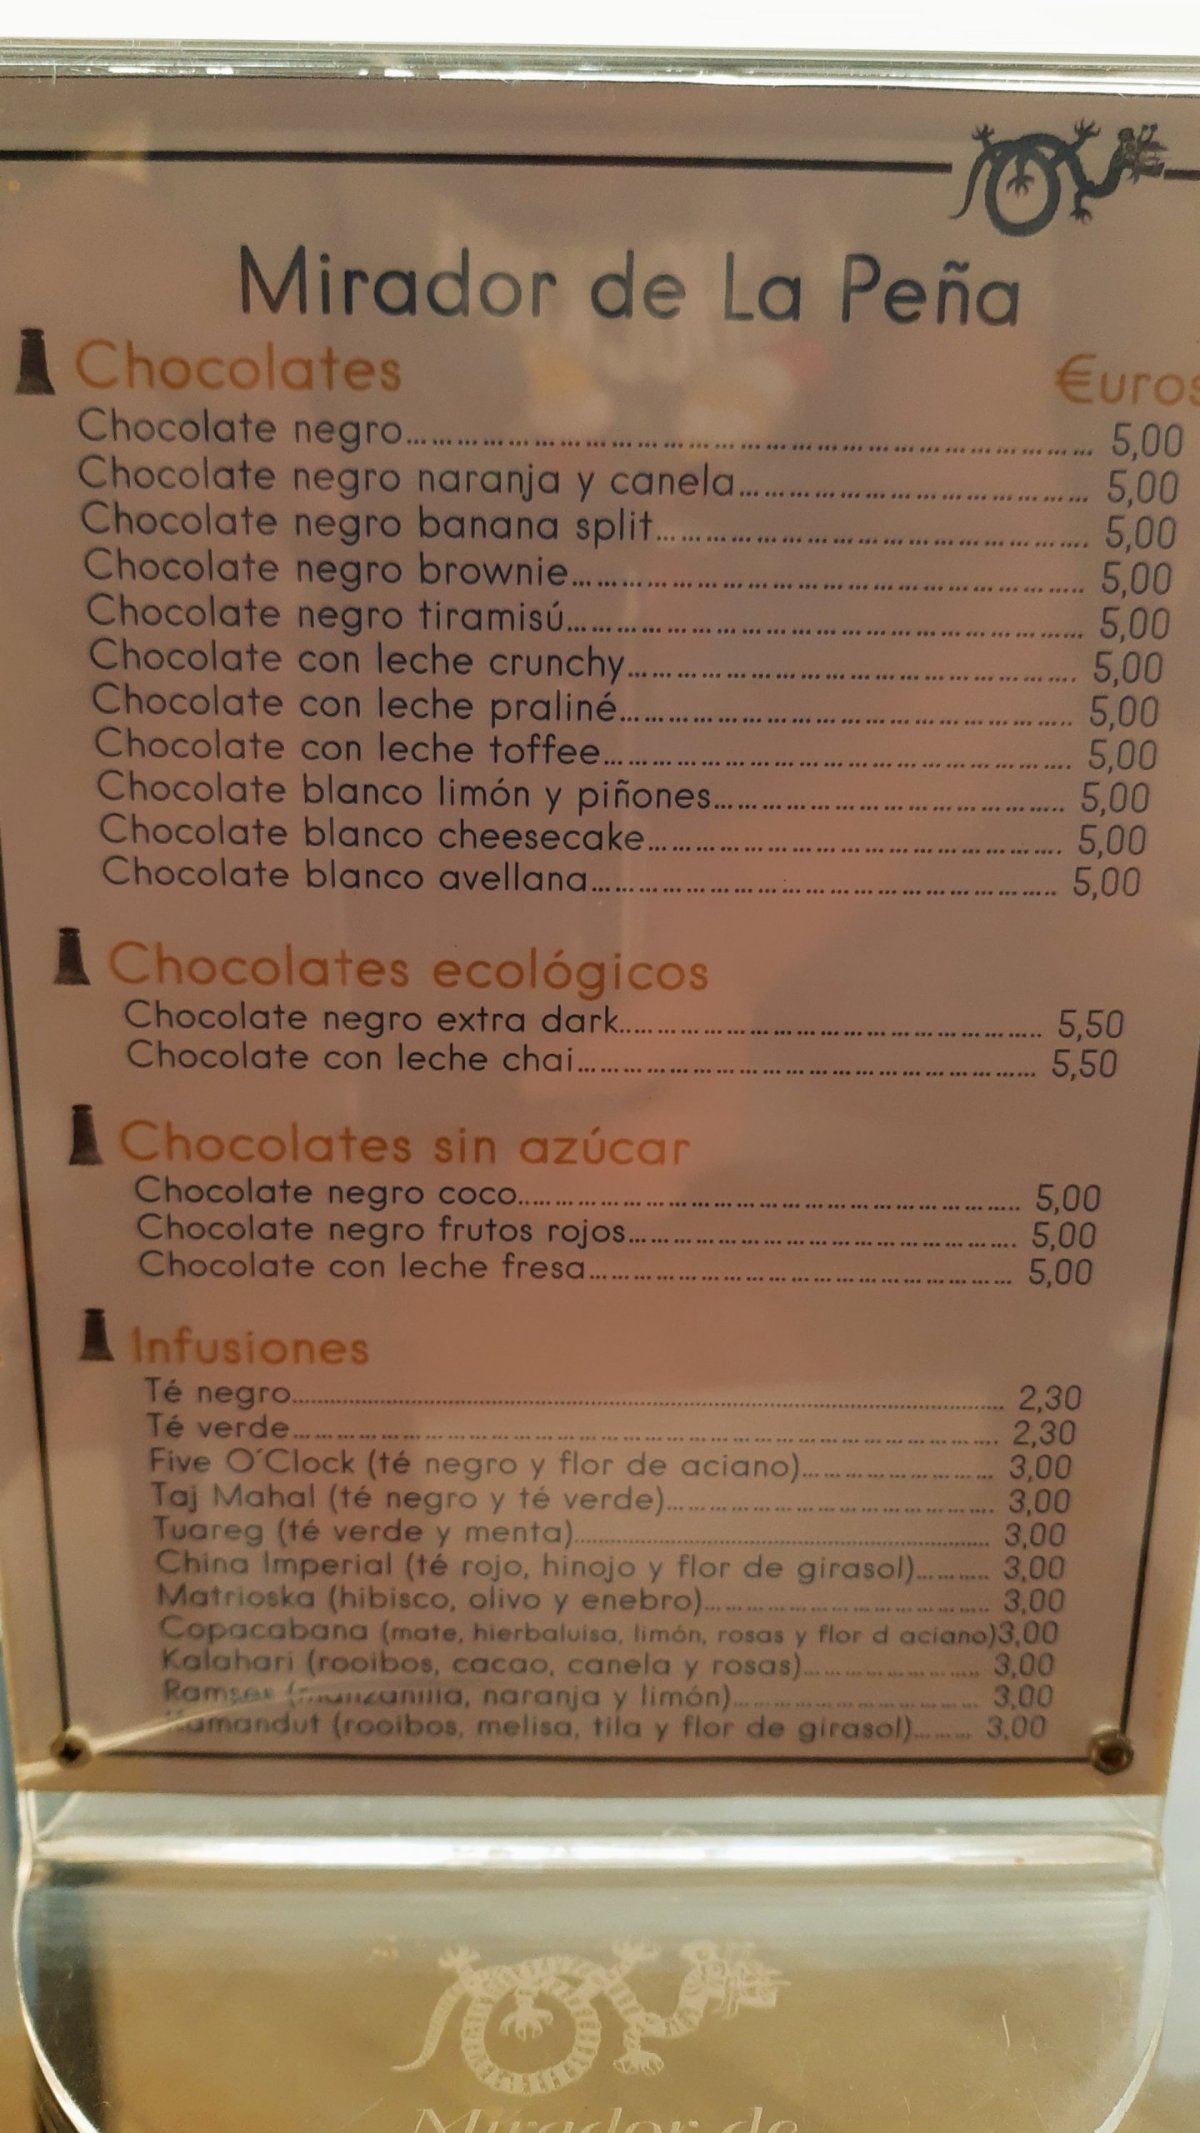 Mirador de La Peña
Chocolates €uros
Chocolate negro 5,00
Chocolate negro naranja y canela 5,00
Chocolate negro banana split 5,00
Chocolate negro brownie 5,00
Chocolate negro tiramisú 5,00
Chocolate con leche crunchy 5,00
Chocolate con leche praliné 5,00
Chocolate con leche toffee 5,00
Chocolate blanco limón y piñones 5,00
Chocolate blanco cheesecake 5,00
Chocolate blanco avellana 5,00
Chocolates ecológicos
Chocolate negro extra dark 5,50
Chocolate con leche chai 5,50
Chocolates sin azúcar
Chocolate negro coco 5,00
Chocolate negro frutos rojos 5,00
Chocolate con leche fresa 5,00
Infusiones
Té negro 2,30
Té verde 2,30
Five O´Clock (té negro y flor de aciano) 3,00
Taj Mahal (té negro y té verde) 3,00
Tuareg (té verde y menta) 3,00
China Imperial (té rojo, hinojo y flor de girasol) 3,00
Matrioska (hibisco, olivo y enebro) 3,00
Copacabana (mate, hierbaluisa, limón, rosas y flor d aciano) 3,00
Kalahari (rooibos, cacao, canela y rosas) 3,00
Ramses (manzanilla, naranja y limón) 3,00
(rooibos, melisa, tila y flor de girasol) 3,00
Mirador de